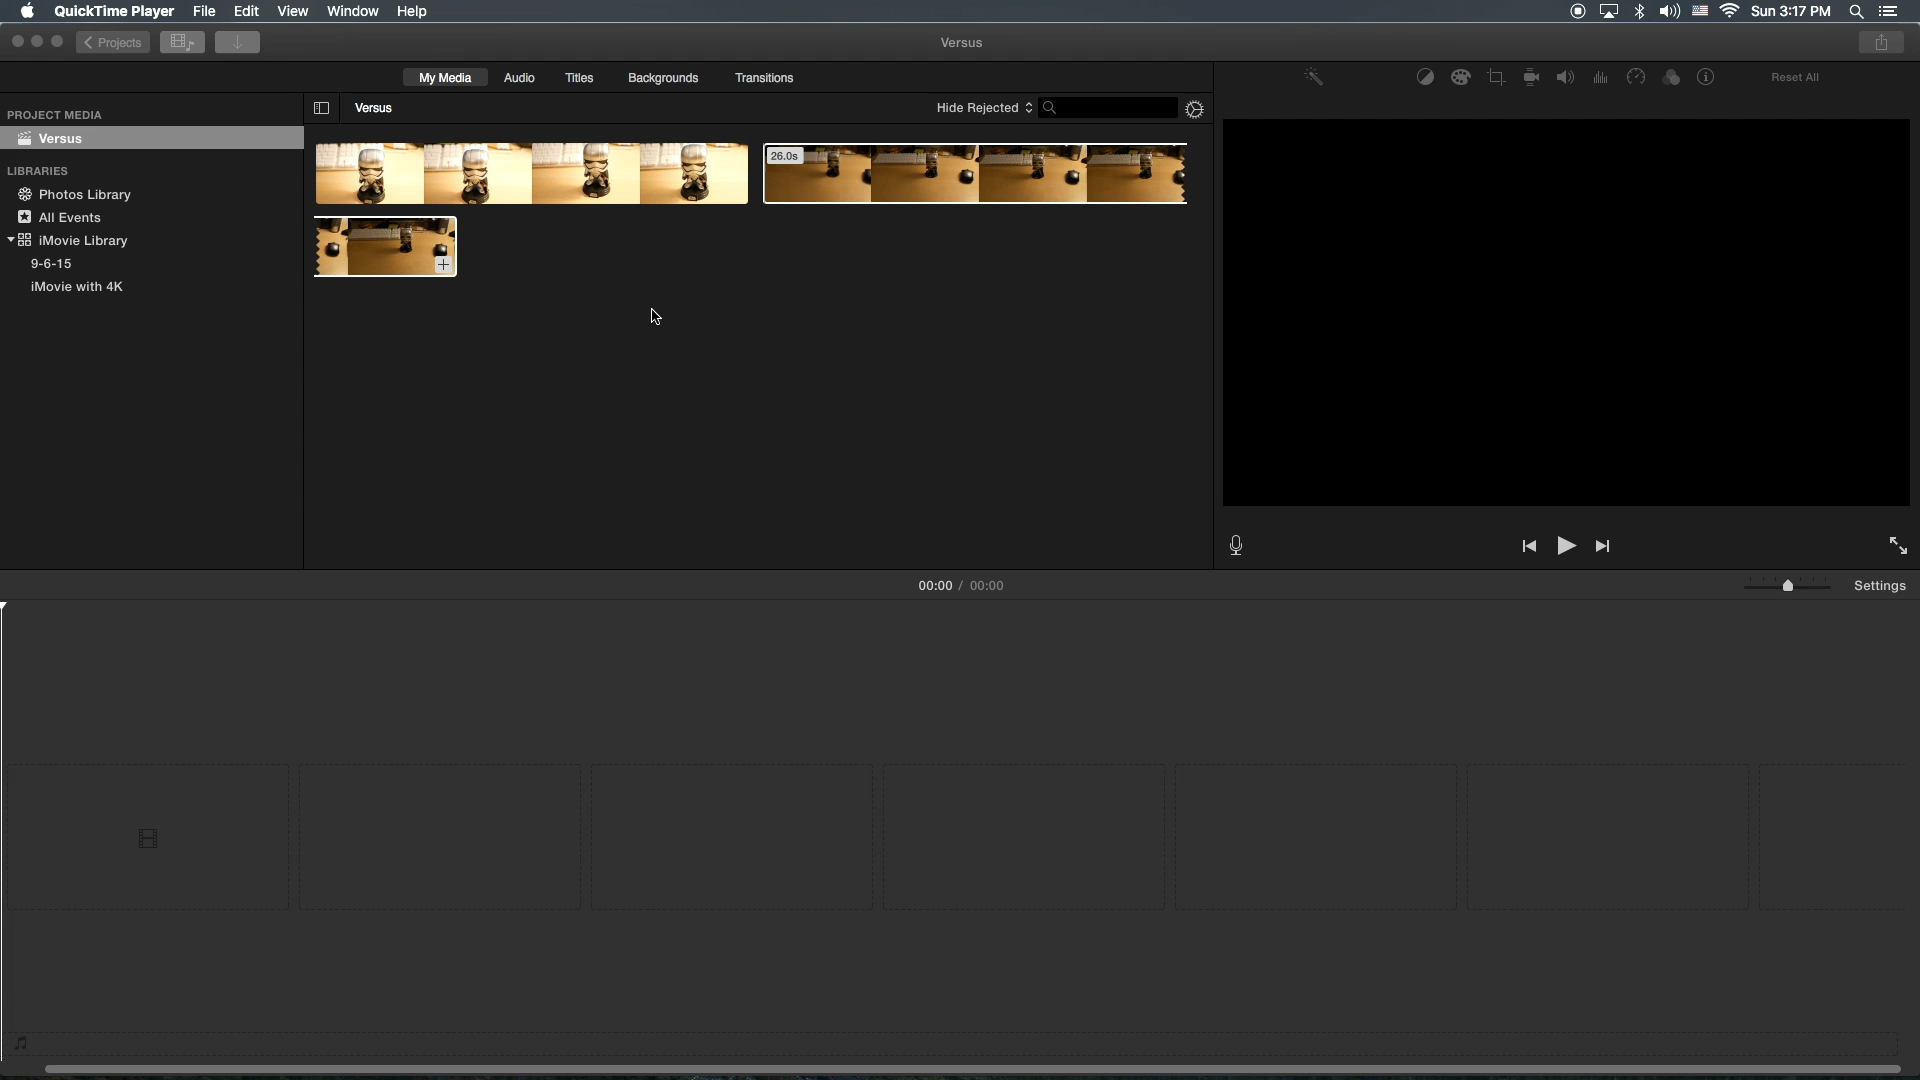 QuickTime Player File Edit View Window Help Sun 3:17 PM
Projects Versus
My Media Audio Titles Backgrounds Transitions Reset All
PROJECT MEDIA
Versus Hide Rejected
Versus
26.0s
LIBRARIES
Photos Library
All Events
iMovie Library
9-6-15
iMovie with 4K
00:00 / 00:00 Settings